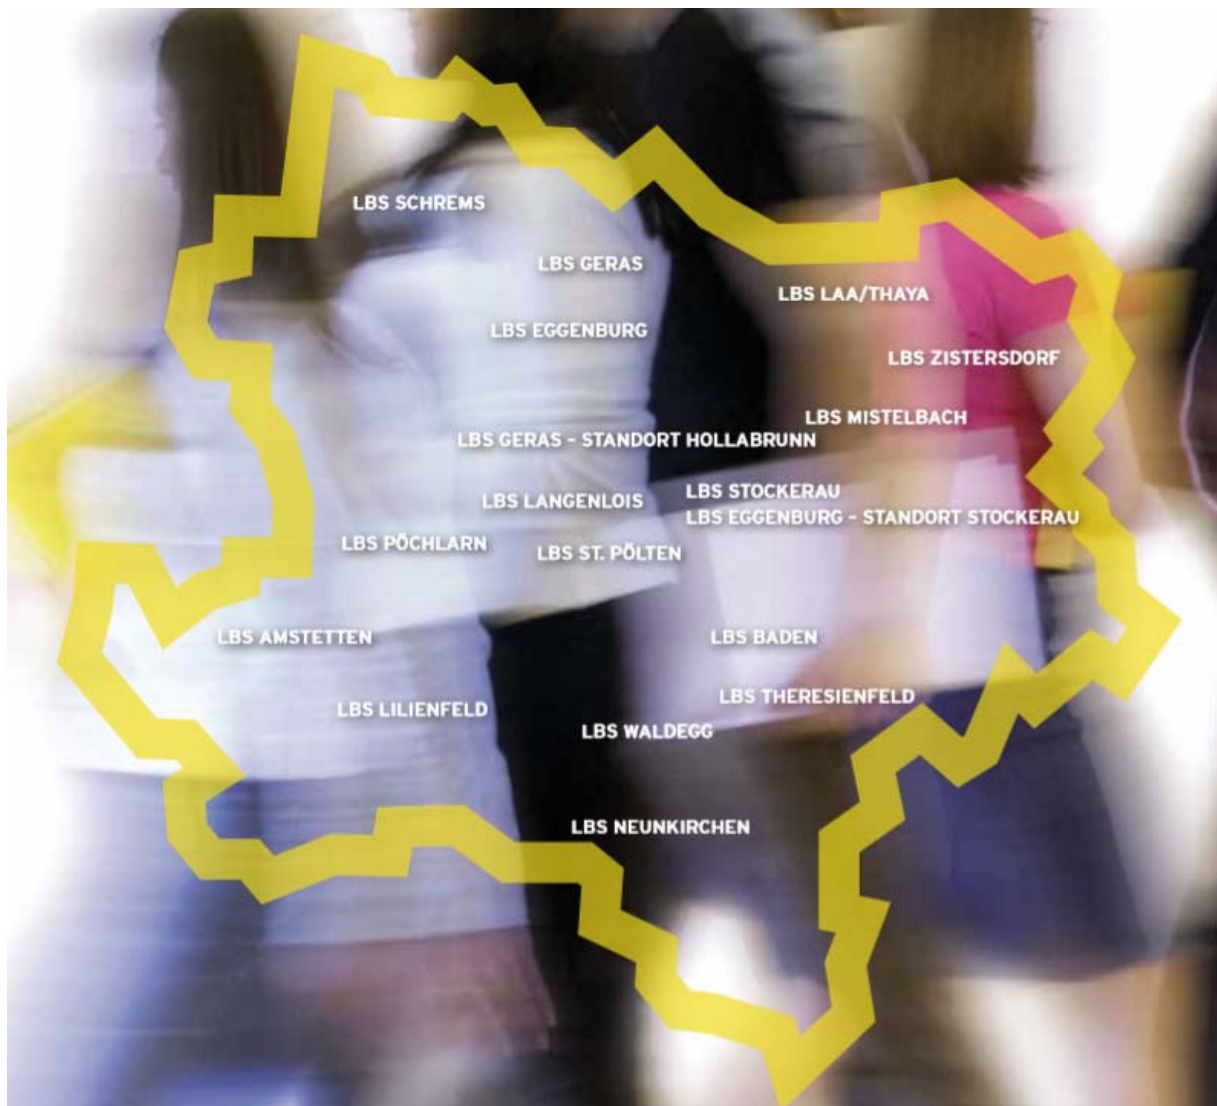 LBS SCHREMS
LBS GERAS
LBS LAA/THAYA
LBS EGGENBURG
LBS ZISTERSDORF
LBS MISTELBACH
LBS GERAS - STANDORT HOLLABRUNN
LBS STOCKERAU
LBS LANGENLOIS
LBS EGGENBURG - STANDORT STOCKERAU
LBS PÖCHLARN
LBS ST. PÖLTEN
LBS AMSTETTEN
LBS BADEN
LBS THERESIENFELD
LBS LILIENFELD
LBS WALDEGG
LBS NEUNKIRCHEN